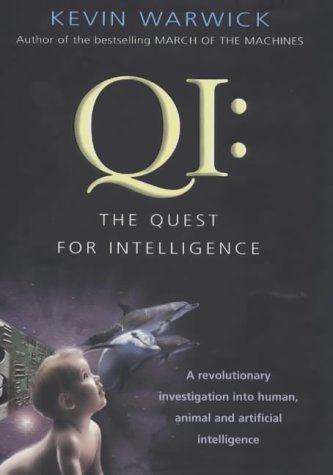 KEVIN WARWICK
Author of the bestselling MARCH OF THE MACHINES
QI:
THE QUEST
FOR INTELLIGENCE
A revolutionary
investigation into human,
animal and artificial
intelligence